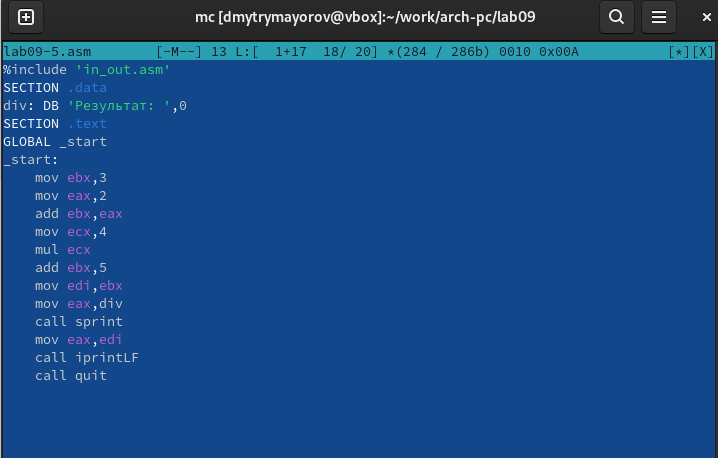 mc [dmytrymayorov@vbox]:~/work/arch-pc/lab09
lab09-5.asm [-M--] 13 L:[ 1+17 18/ 20] *(284 / 286b) 0010 0x00A [*][X]
%include 'in_out.asm'
SECTION .data
div: DB 'Результат: ',0
SECTION .text
GLOBAL _start
_start:
    mov ebx,3
    mov eax,2
    add ebx,eax
    mov ecx,4
    mul ecx
    add ebx,5
    mov edi,ebx
    mov eax,div
    call sprint
    mov eax,edi
    call iprintLF
    call quit